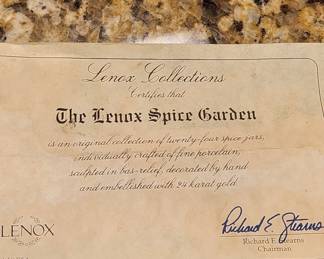 Lenox Collections
Certifies that
The Lenox Spice Garden
is an original collection of twenty-four spice jars,
individually crafted of fine porcelain,
sculpted in bas-relief, decorated by hand
and embellished with 24 karat gold
LENOX
Richard E. Stearns
Richard E. Stearns
Chairman